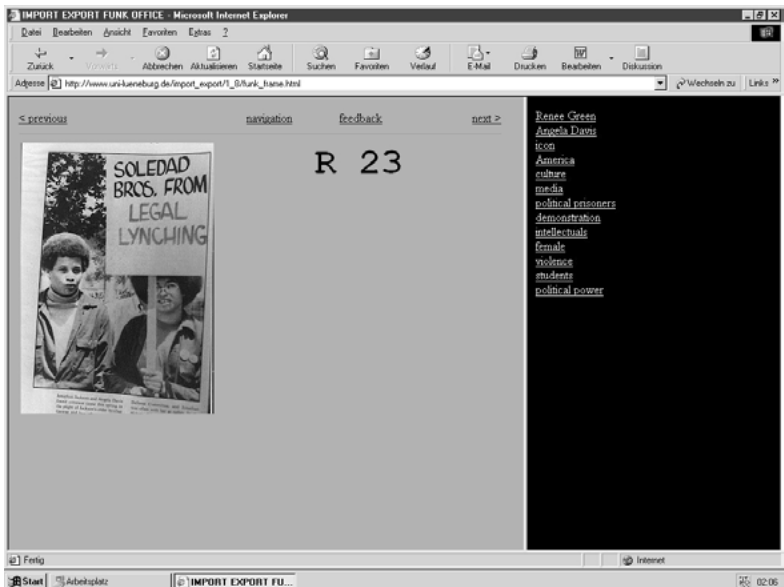 IMPORT EXPORT FUNK OFFICE - Microsoft Internet Explorer
Datei Bearbeiten Ansicht Favoriten Extras ?
Zurück Vorwärts Abbrechen Aktualisieren Startseite Suchen Favoriten Verlauf E-Mail Drucken Bearbeiten Diskussion
Adresse http://www.uni-lueneburg.de/import_export/1_8/funk_frame.html Wechseln zu Links »
< previous navigation feedback next >
R 23
SOLEDAD
BROS. FROM
LEGAL
LYNCHING
Renee Green
Angela Davis
icon
America
culture
media
political prisoners
demonstration
intellectuals
female
violence
students
political power
Fertig Internet
Start Arbeitsplatz IMPORT EXPORT FU... 02:06